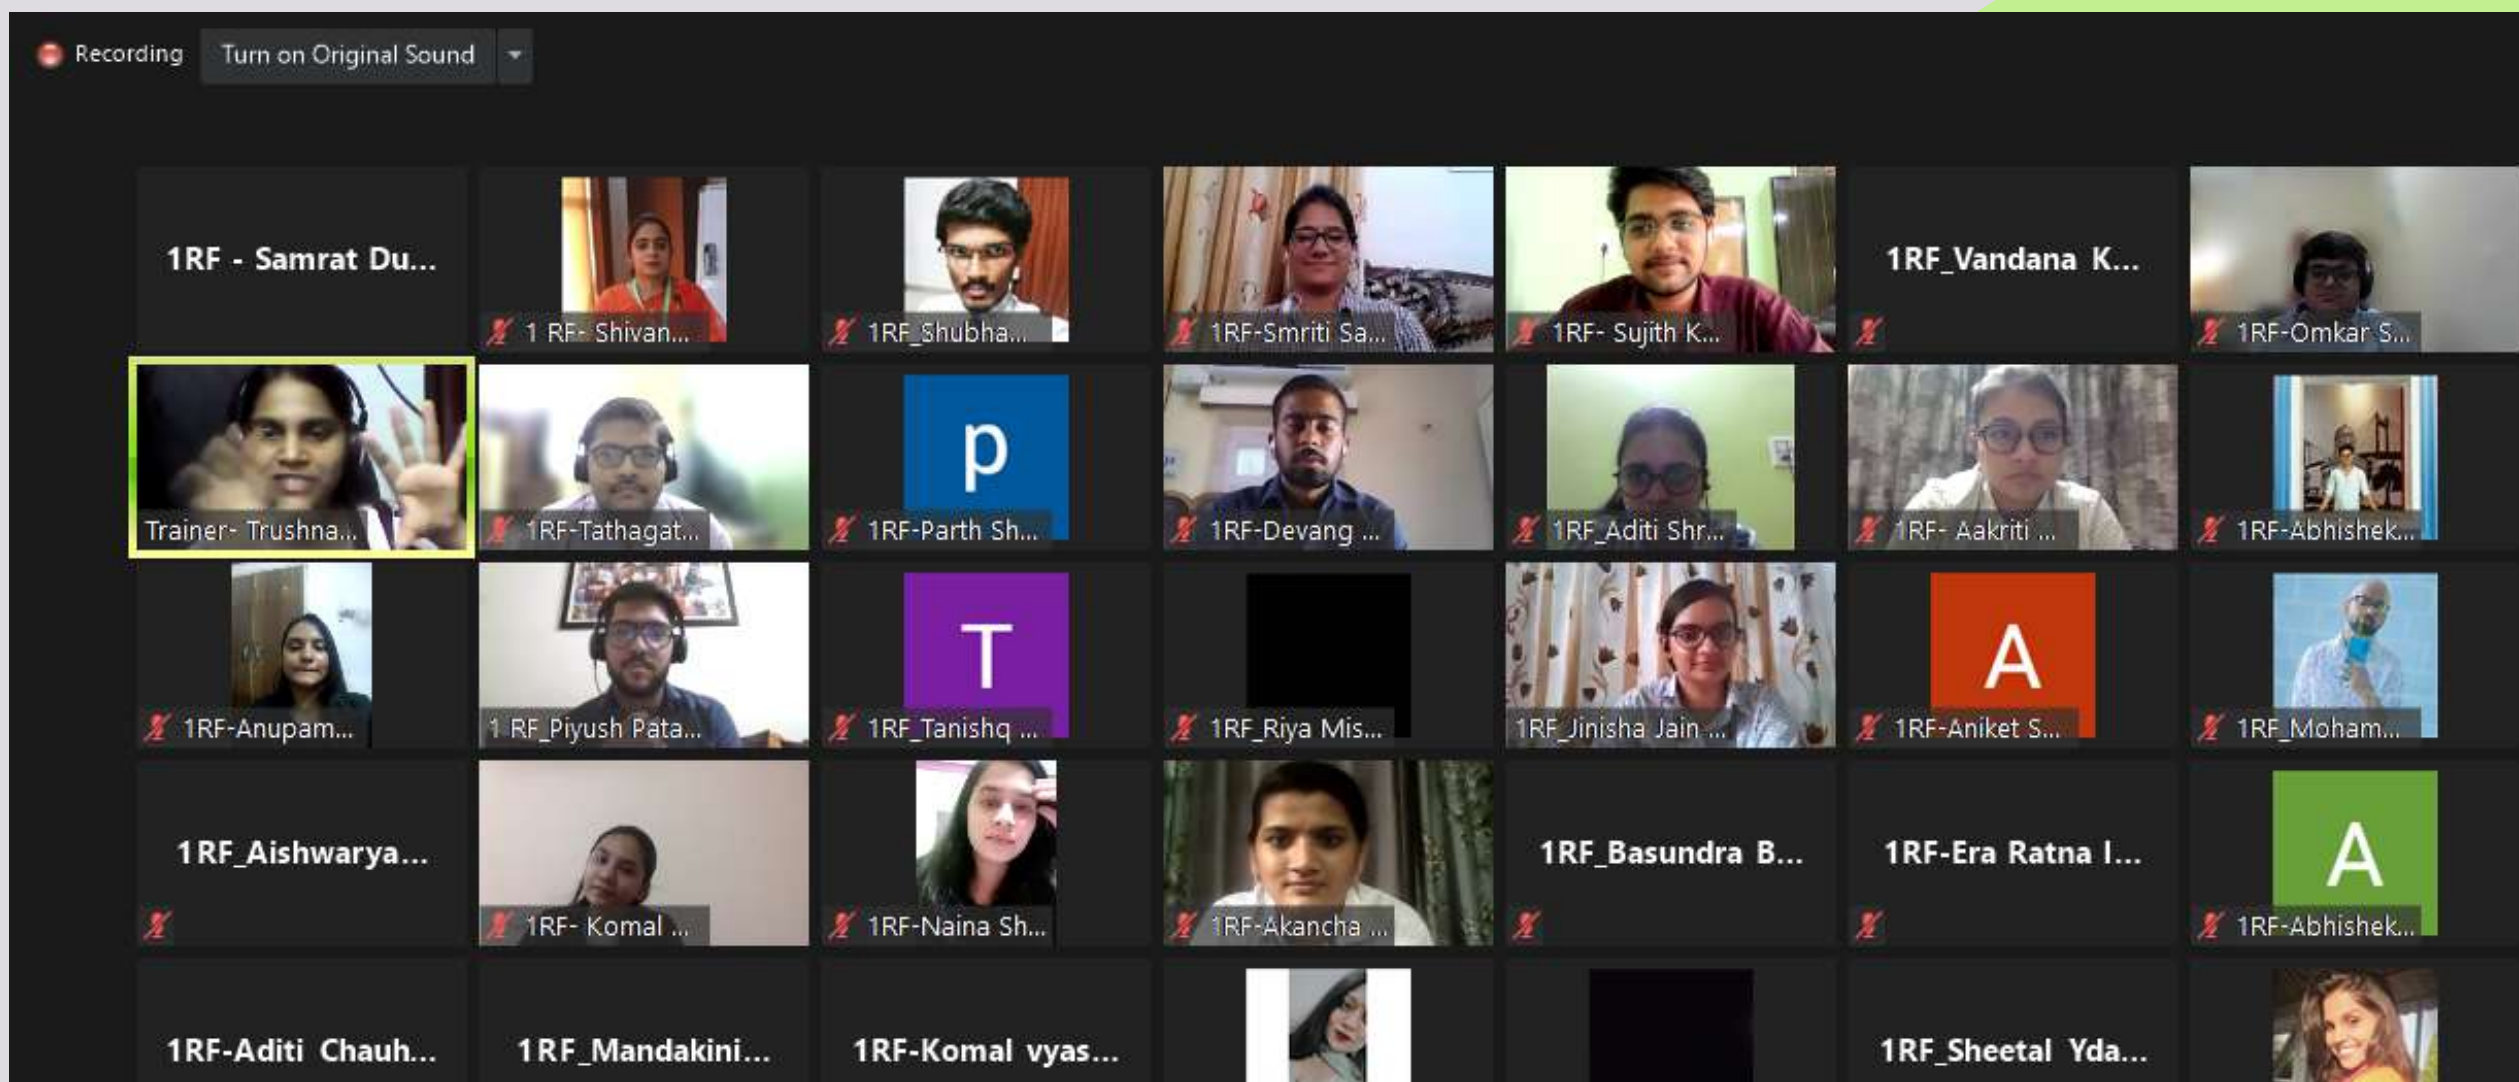 Recording
Turn on Original Sound
1RF - Samrat Du...
1 RF- Shivan...
1RF_Shubha...
1RF-Smriti Sa...
1RF- Sujith K...
1RF_Vandana K...
1RF-Omkar S...
Trainer- Trushna...
1RF-Tathagat...
p
1RF-Parth Sh...
1RF-Devang ...
1RF_Aditi Shr...
1RF- Aakriti ...
1RF-Abhishek...
1RF-Anupam...
1 RF_Piyush Pata...
T
1RF_Tanishq ...
1RF_Riya Mis...
1RF_Jinisha Jain ...
A
1RF-Aniket S...
1RF_Moham...
1RF_Aishwarya...
1RF- Komal ...
1RF-Naina Sh...
1RF-Akancha ...
1RF_Basundra B...
1RF-Era Ratna I...
A
1RF-Abhishek...
1RF-Aditi Chauh...
1RF_Mandakini...
1RF-Komal vyas...
1RF_Sheetal Yda...